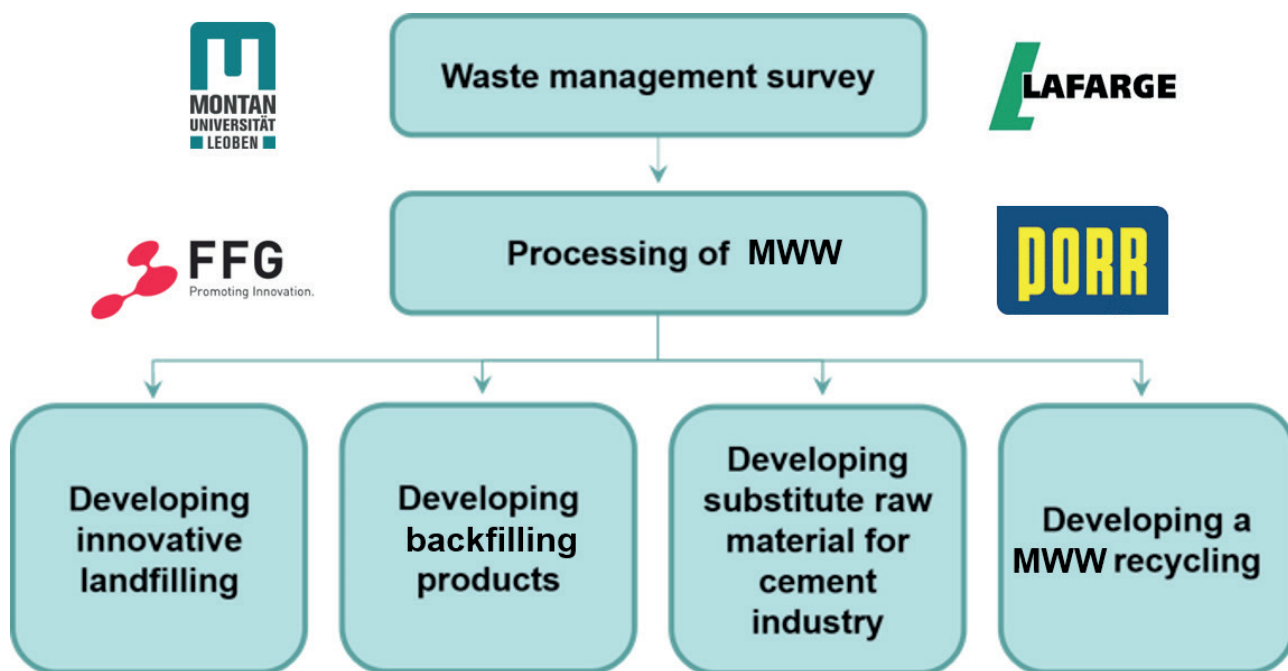 MONTAN
UNIVERSITÄT
LEOBEN
Waste management survey
LAFARGE
FFG
Promoting Innovation.
Processing of MWW
PORR
Developing
innovative
landfilling
Developing
backfilling
products
Developing
substitute raw
material for
cement
industry
Developing a
MWW recycling